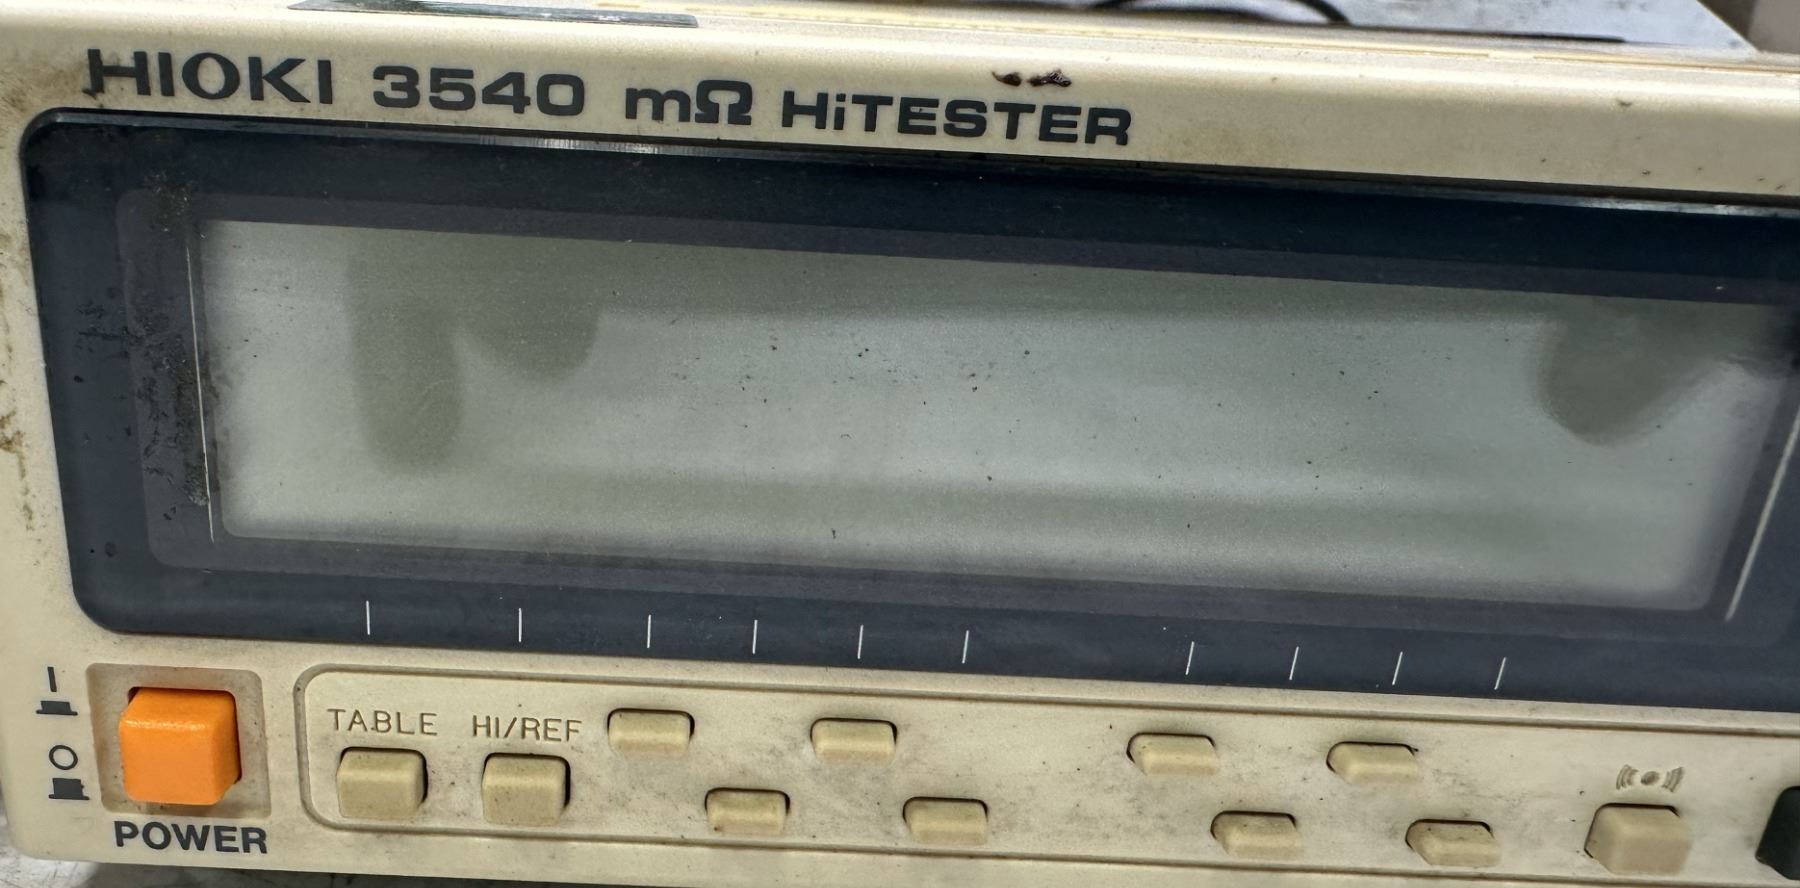 HIOKI 3540 mΩ HiTESTER
TABLE HI/REF
POWER